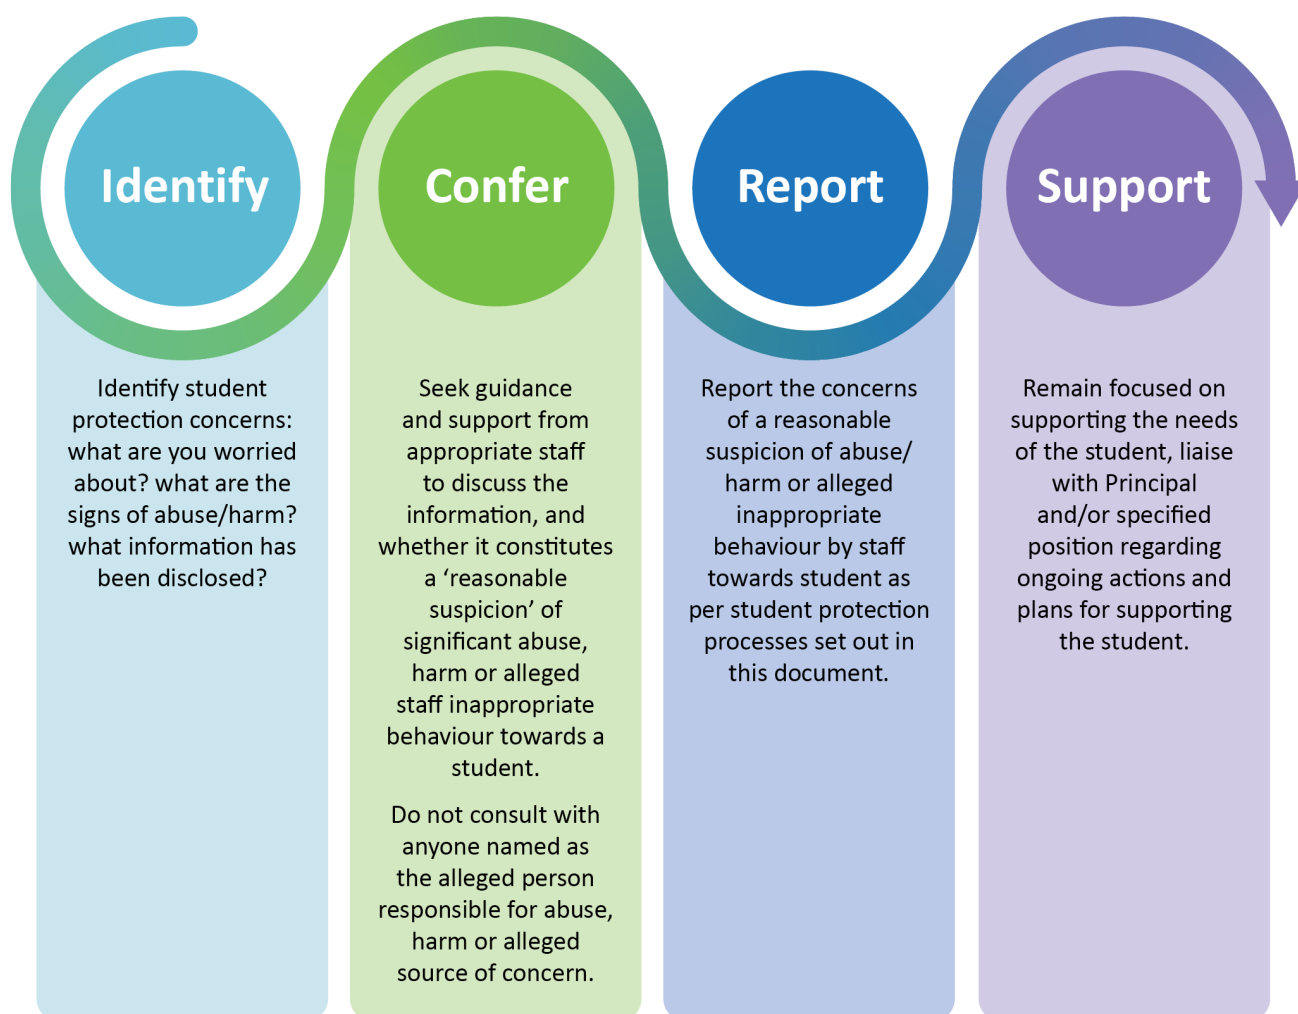 Identify
Identify student
protection concerns:
what are you worried
about? what are the
signs of abuse/harm?
what information has
been disclosed?
Confer
Seek guidance
and support from
appropriate staff
to discuss the
information, and
whether it constitutes
a ‘reasonable
suspicion’ of
significant abuse,
harm or alleged
staff inappropriate
behaviour towards a
student.
Do not consult with
anyone named as
the alleged person
responsible for abuse,
harm or alleged
source of concern.
Report
Report the concerns
of a reasonable
suspicion of abuse/
harm or alleged
inappropriate
behaviour by staff
towards student as
per student protection
processes set out in
this document.
Support
Remain focused on
supporting the needs
of the student, liaise
with Principal
and/or specified
position regarding
ongoing actions and
plans for supporting
the student.